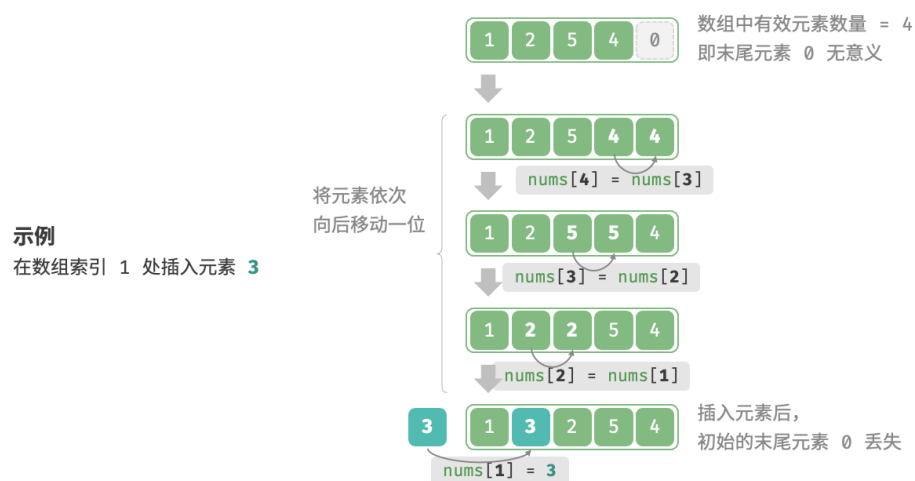 1 2 5 4 0
数组中有效元素数量 = 4
即末尾元素 0 无意义
1 2 5 4 4
nums[4] = nums[3]
将元素依次
向后移动一位
1 2 5 5 4
nums[3] = nums[2]
示例
在数组索引 1 处插入元素 3
1 2 2 5 4
nums[2] = nums[1]
3 1 3 2 5 4
插入元素后，
初始的末尾元素 0 丢失
nums[1] = 3